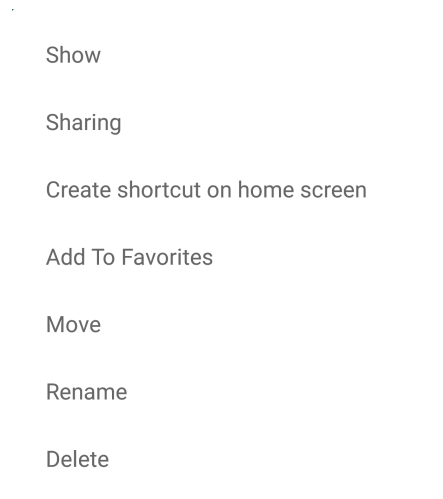 Show
Sharing
Create shortcut on home screen
Add To Favorites
Move
Rename
Delete